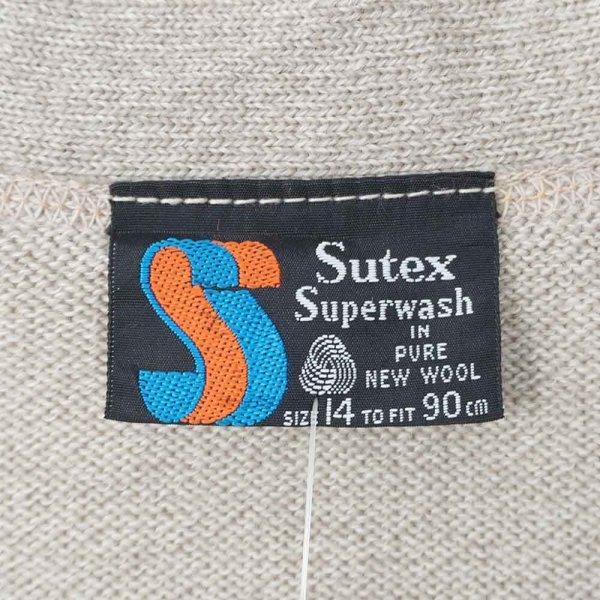 Sutex
Superwash
IN
PURE
NEW WOOL
SIZE 14 TO FIT 90 cm